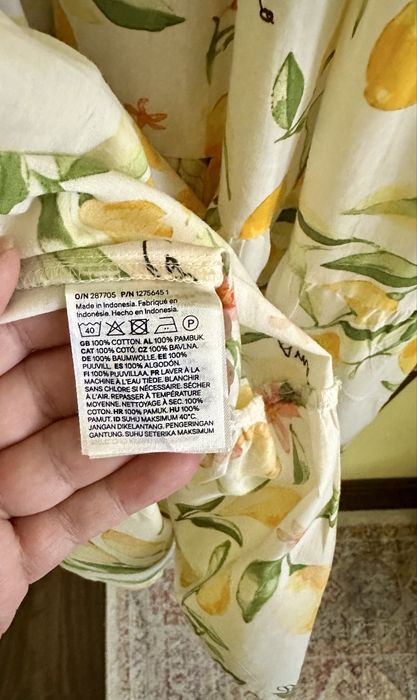 O/N 287705 P/N 1275645 1
Made in Indonesia. Fabriqué en
Indonésie. Hecho en Indonesia.
40 P
GB 100% COTTON. AL 100% PAMBUK.
CAT 100% COTÓ. CZ 100% BAVLNA.
DE 100% BAUMWOLLE. EE 100%
PUUVILL. ES 100% ALGODÓN.
FI 100% PUUVILLAA. FR LAVER À LA
MACHINE À L'EAU TIÈDE. BLANCHIR
SANS CHLORE SI NÉCESSAIRE. SÉCHER
À L'AIR. REPASSER À TEMPÉRATURE
MOYENNE. NETTOYAGE À SEC. 100%
COTON. HR 100% PAMUK. HU 100%
PAMUT. ID SUHU MAKSIMUM 40°C.
JANGAN DIKELANTANG. PENGERINGAN
GANTUNG. SUHU SETERIKA MAKSIMUM